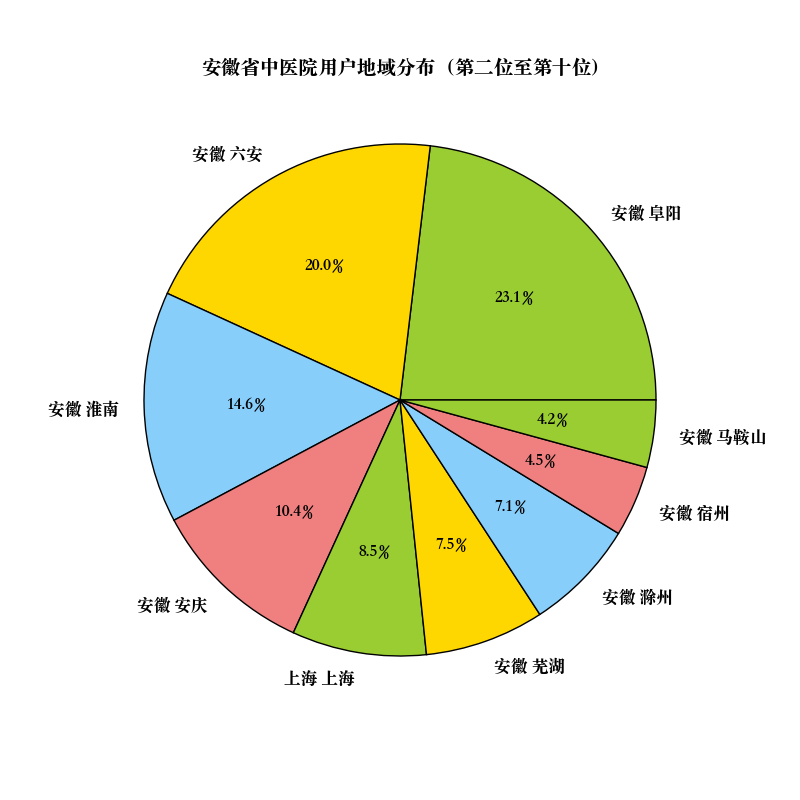 安徽省中医院用户地域分布（第二位至第十位）
安徽 六安
安徽 阜阳
20.0%
23.1%
安徽 淮南
14.6%
4.2%
安徽 马鞍山
4.5%
10.4%
7.1%
安徽 宿州
8.5%
7.5%
安徽 滁州
安徽 安庆
安徽 芜湖
上海 上海